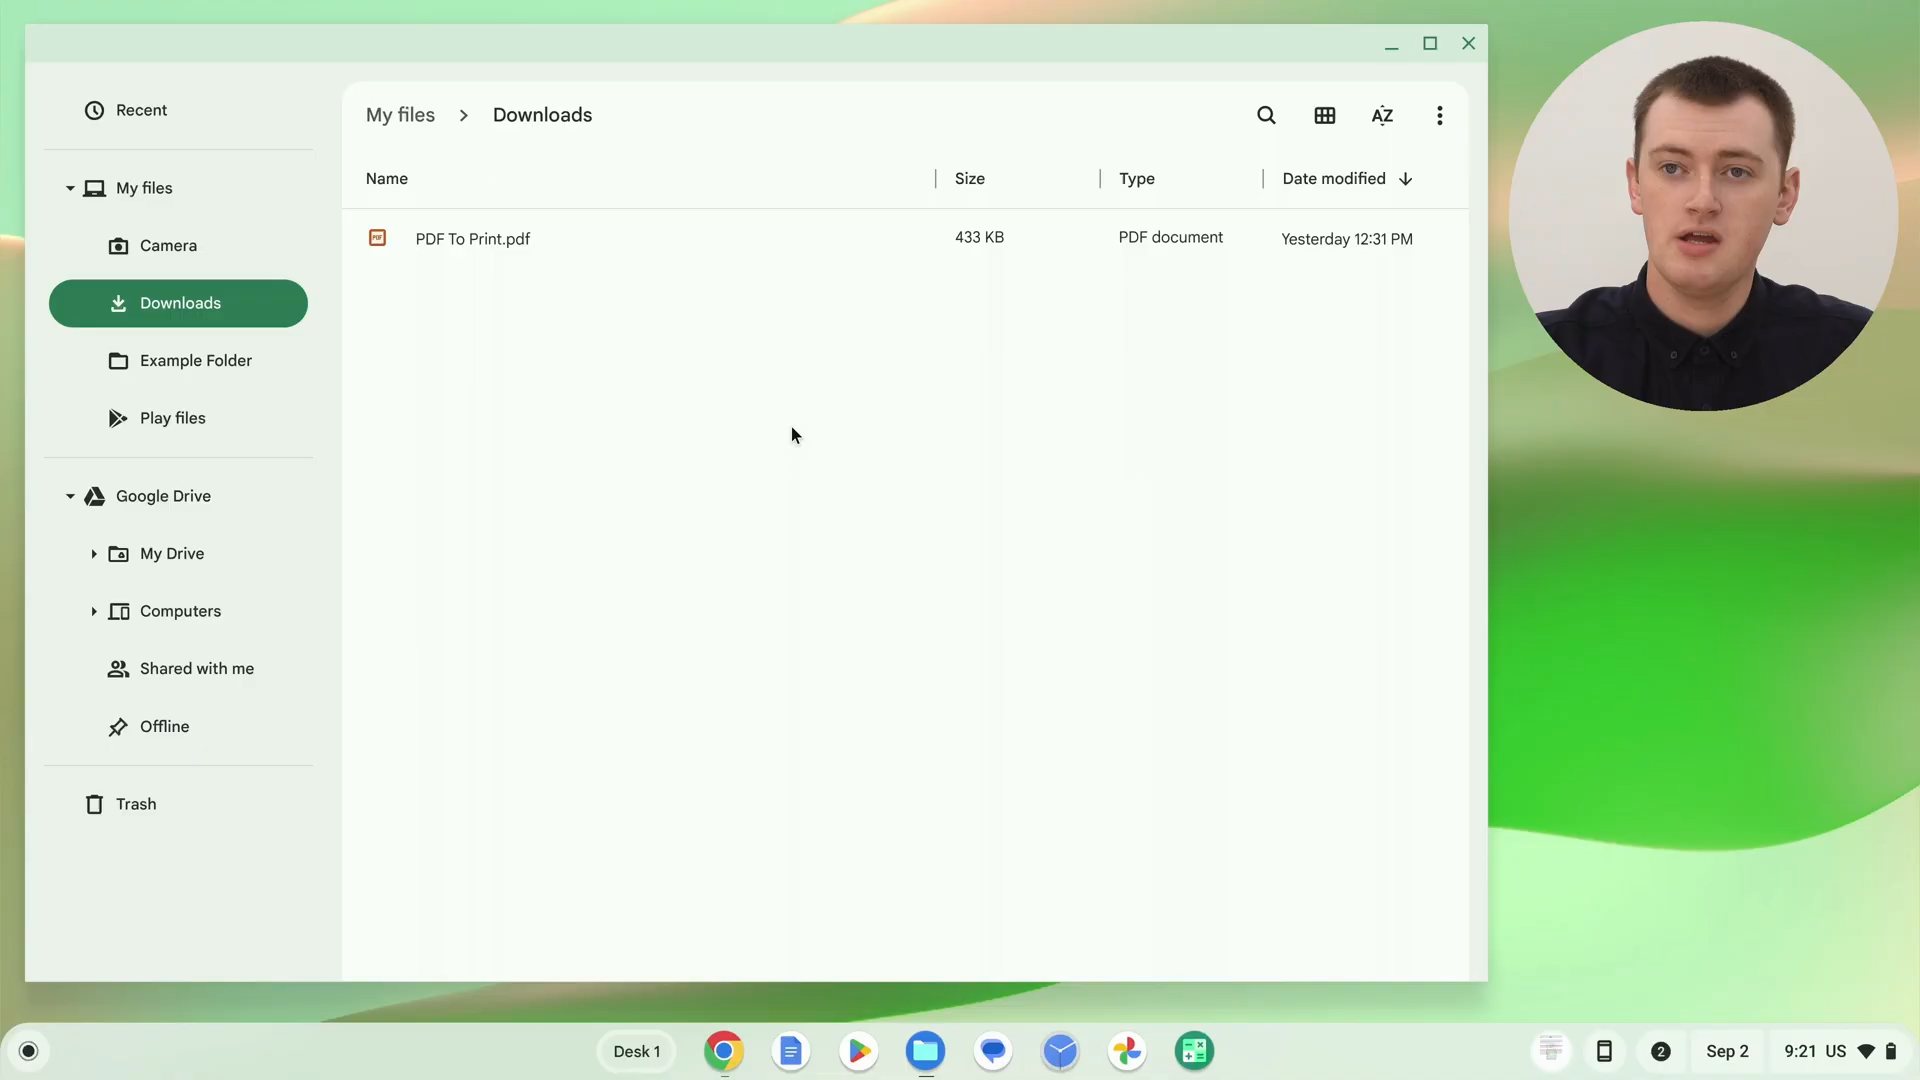 Recent
My files
Camera
Downloads
Example Folder
Play files
Google Drive
My Drive
Computers
Shared with me
Offline
Trash
My files > Downloads
AZ
Name Size Type Date modified
PDF
PDF To Print.pdf 433 KB PDF document Yesterday 12:31 PM
Desk 1
2
Sep 2
9:21 US